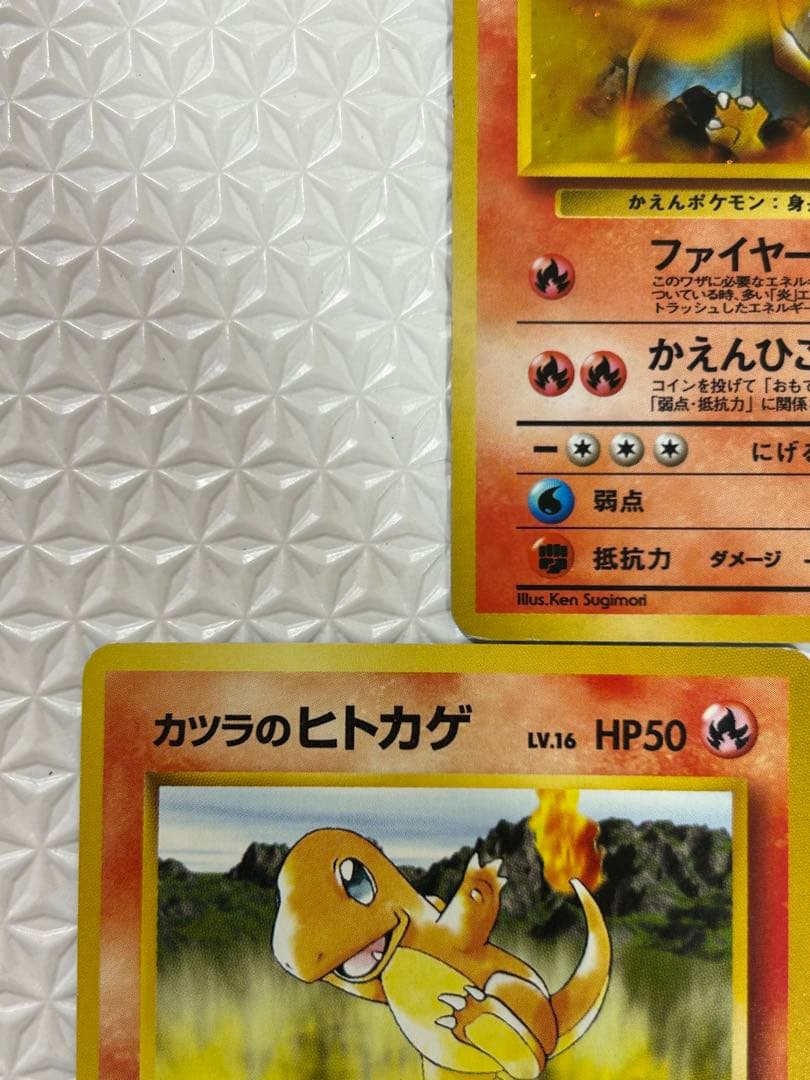 かえんポケモン：身
ファイヤー
このワザに必要なエネル
ついている時、多い「炎」エ
トラッシュしたエネルギー
かえんひ
コインを投げて「おもて
「弱点・抵抗力」に関係
ー にげる
弱点
抵抗力 ダメージ
Illus.Ken Sugimori
カツラのヒトカゲ LV.16 HP50